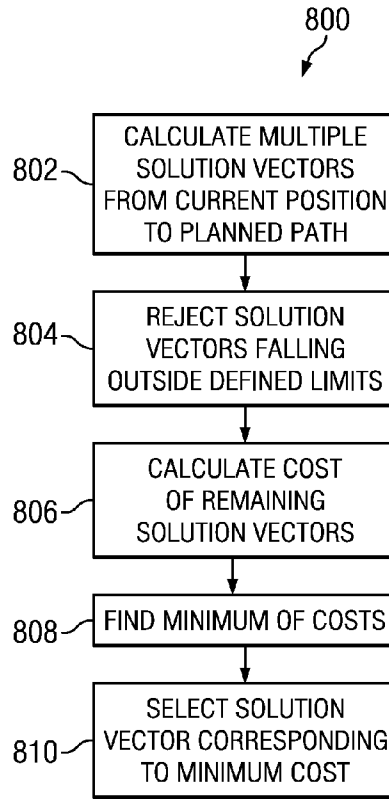 800
802
CALCULATE MULTIPLE
SOLUTION VECTORS
FROM CURRENT POSITION
TO PLANNED PATH
804
REJECT SOLUTION
VECTORS FALLING
OUTSIDE DEFINED LIMITS
806
CALCULATE COST
OF REMAINING
SOLUTION VECTORS
808
FIND MINIMUM OF COSTS
810
SELECT SOLUTION
VECTOR CORRESPONDING
TO MINIMUM COST